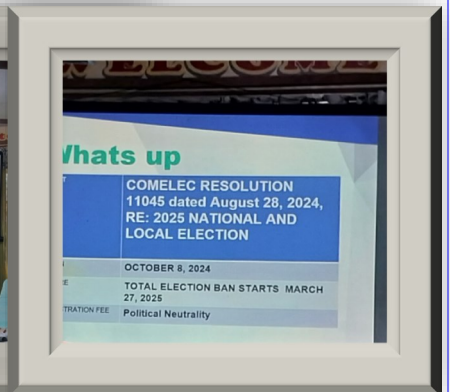 WELCOME
Whats up
COMELEC RESOLUTION
11045 dated August 28, 2024,
RE: 2025 NATIONAL AND
LOCAL ELECTION
OCTOBER 8, 2024
TOTAL ELECTION BAN STARTS MARCH
27, 2025
TRATION FEE
Political Neutrality